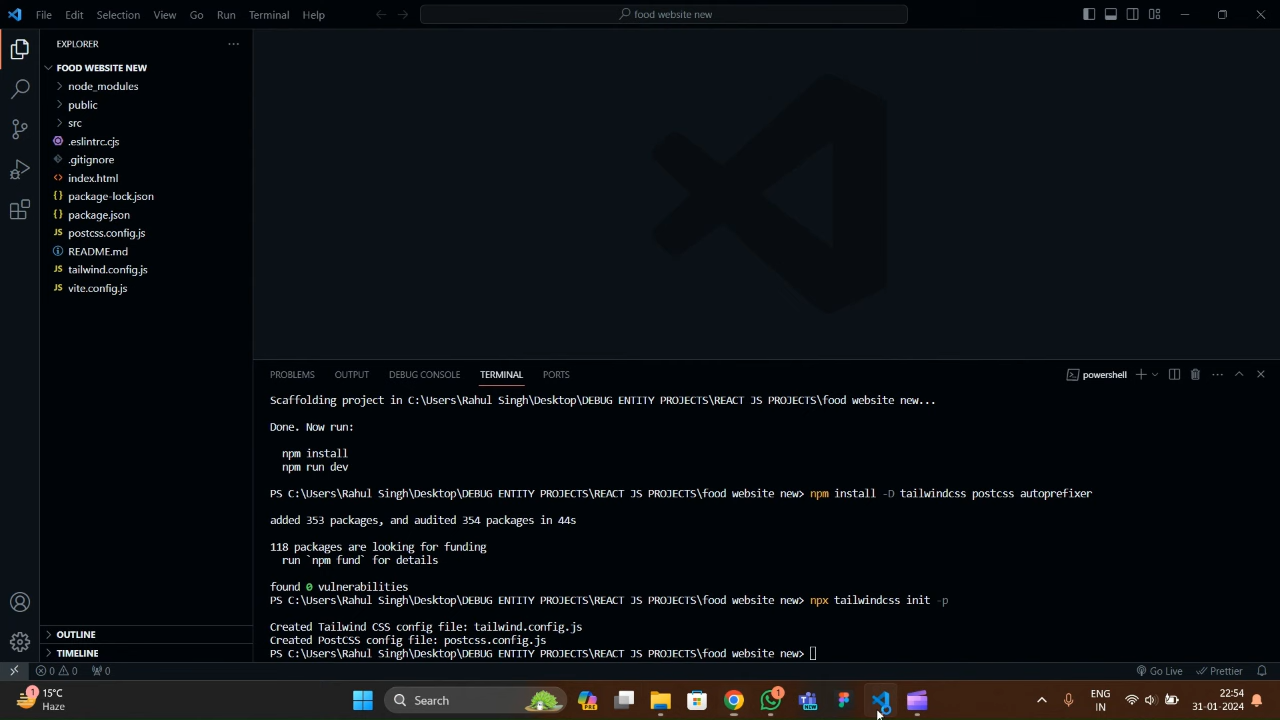 File Edit Selection View Go Run Terminal Help
food website new
EXPLORER
FOOD WEBSITE NEW
node_modules
public
src
.eslintrc.cjs
.gitignore
index.html
package-lock.json
package.json
postcss.config.js
README.md
tailwind.config.js
vite.config.js
OUTLINE
TIMELINE
PROBLEMS OUTPUT DEBUG CONSOLE TERMINAL PORTS
powershell
Scaffolding project in C:\Users\Rahul Singh\Desktop\DEBUG ENTITY PROJECTS\REACT JS PROJECTS\food website new...
Done. Now run:
npm install
npm run dev
PS C:\Users\Rahul Singh\Desktop\DEBUG ENTITY PROJECTS\REACT JS PROJECTS\food website new> npm install -D tailwindcss postcss autoprefixer
added 353 packages, and audited 354 packages in 44s
118 packages are looking for funding
run `npm fund` for details
found 0 vulnerabilities
PS C:\Users\Rahul Singh\Desktop\DEBUG ENTITY PROJECTS\REACT JS PROJECTS\food website new> npx tailwindcss init -p
Created Tailwind CSS config file: tailwind.config.js
Created PostCSS config file: postcss.config.js
PS C:\Users\Rahul Singh\Desktop\DEBUG ENTITY PROJECTS\REACT JS PROJECTS\food website new>
0 0 0
Go Live Prettier
1
15°C
Haze
Search
PRE
1
NEW
ENG
IN
22:54
31-01-2024